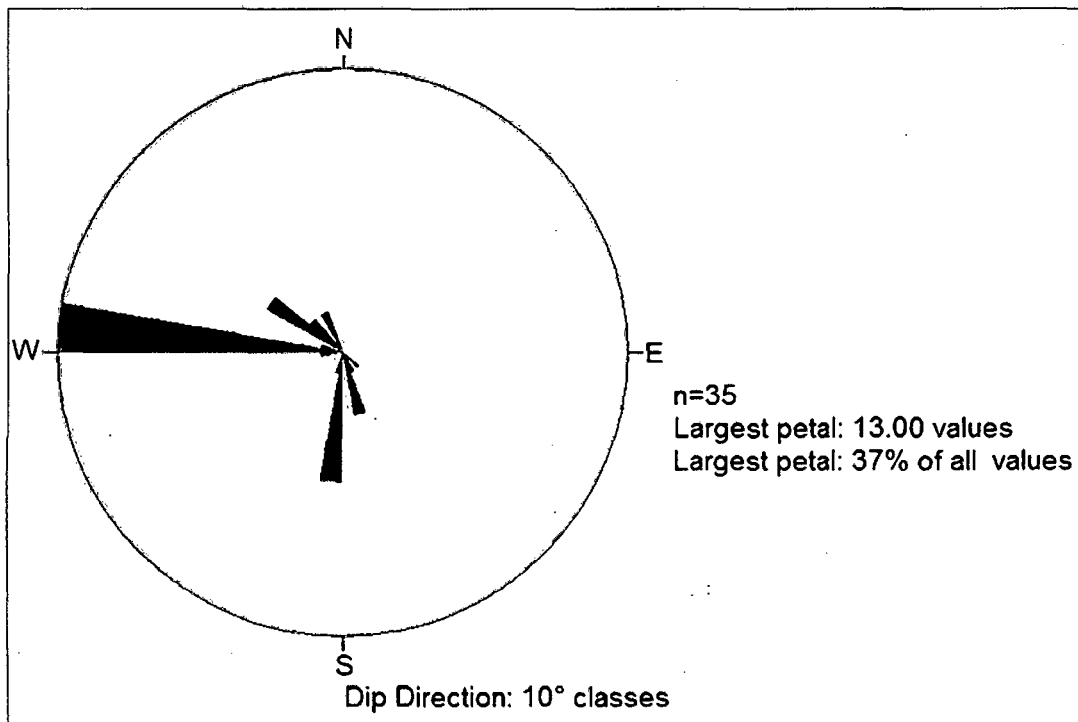 N
W
E
n=35
Largest petal: 13.00 values
Largest petal: 37% of all values
S
Dip Direction: 10° classes